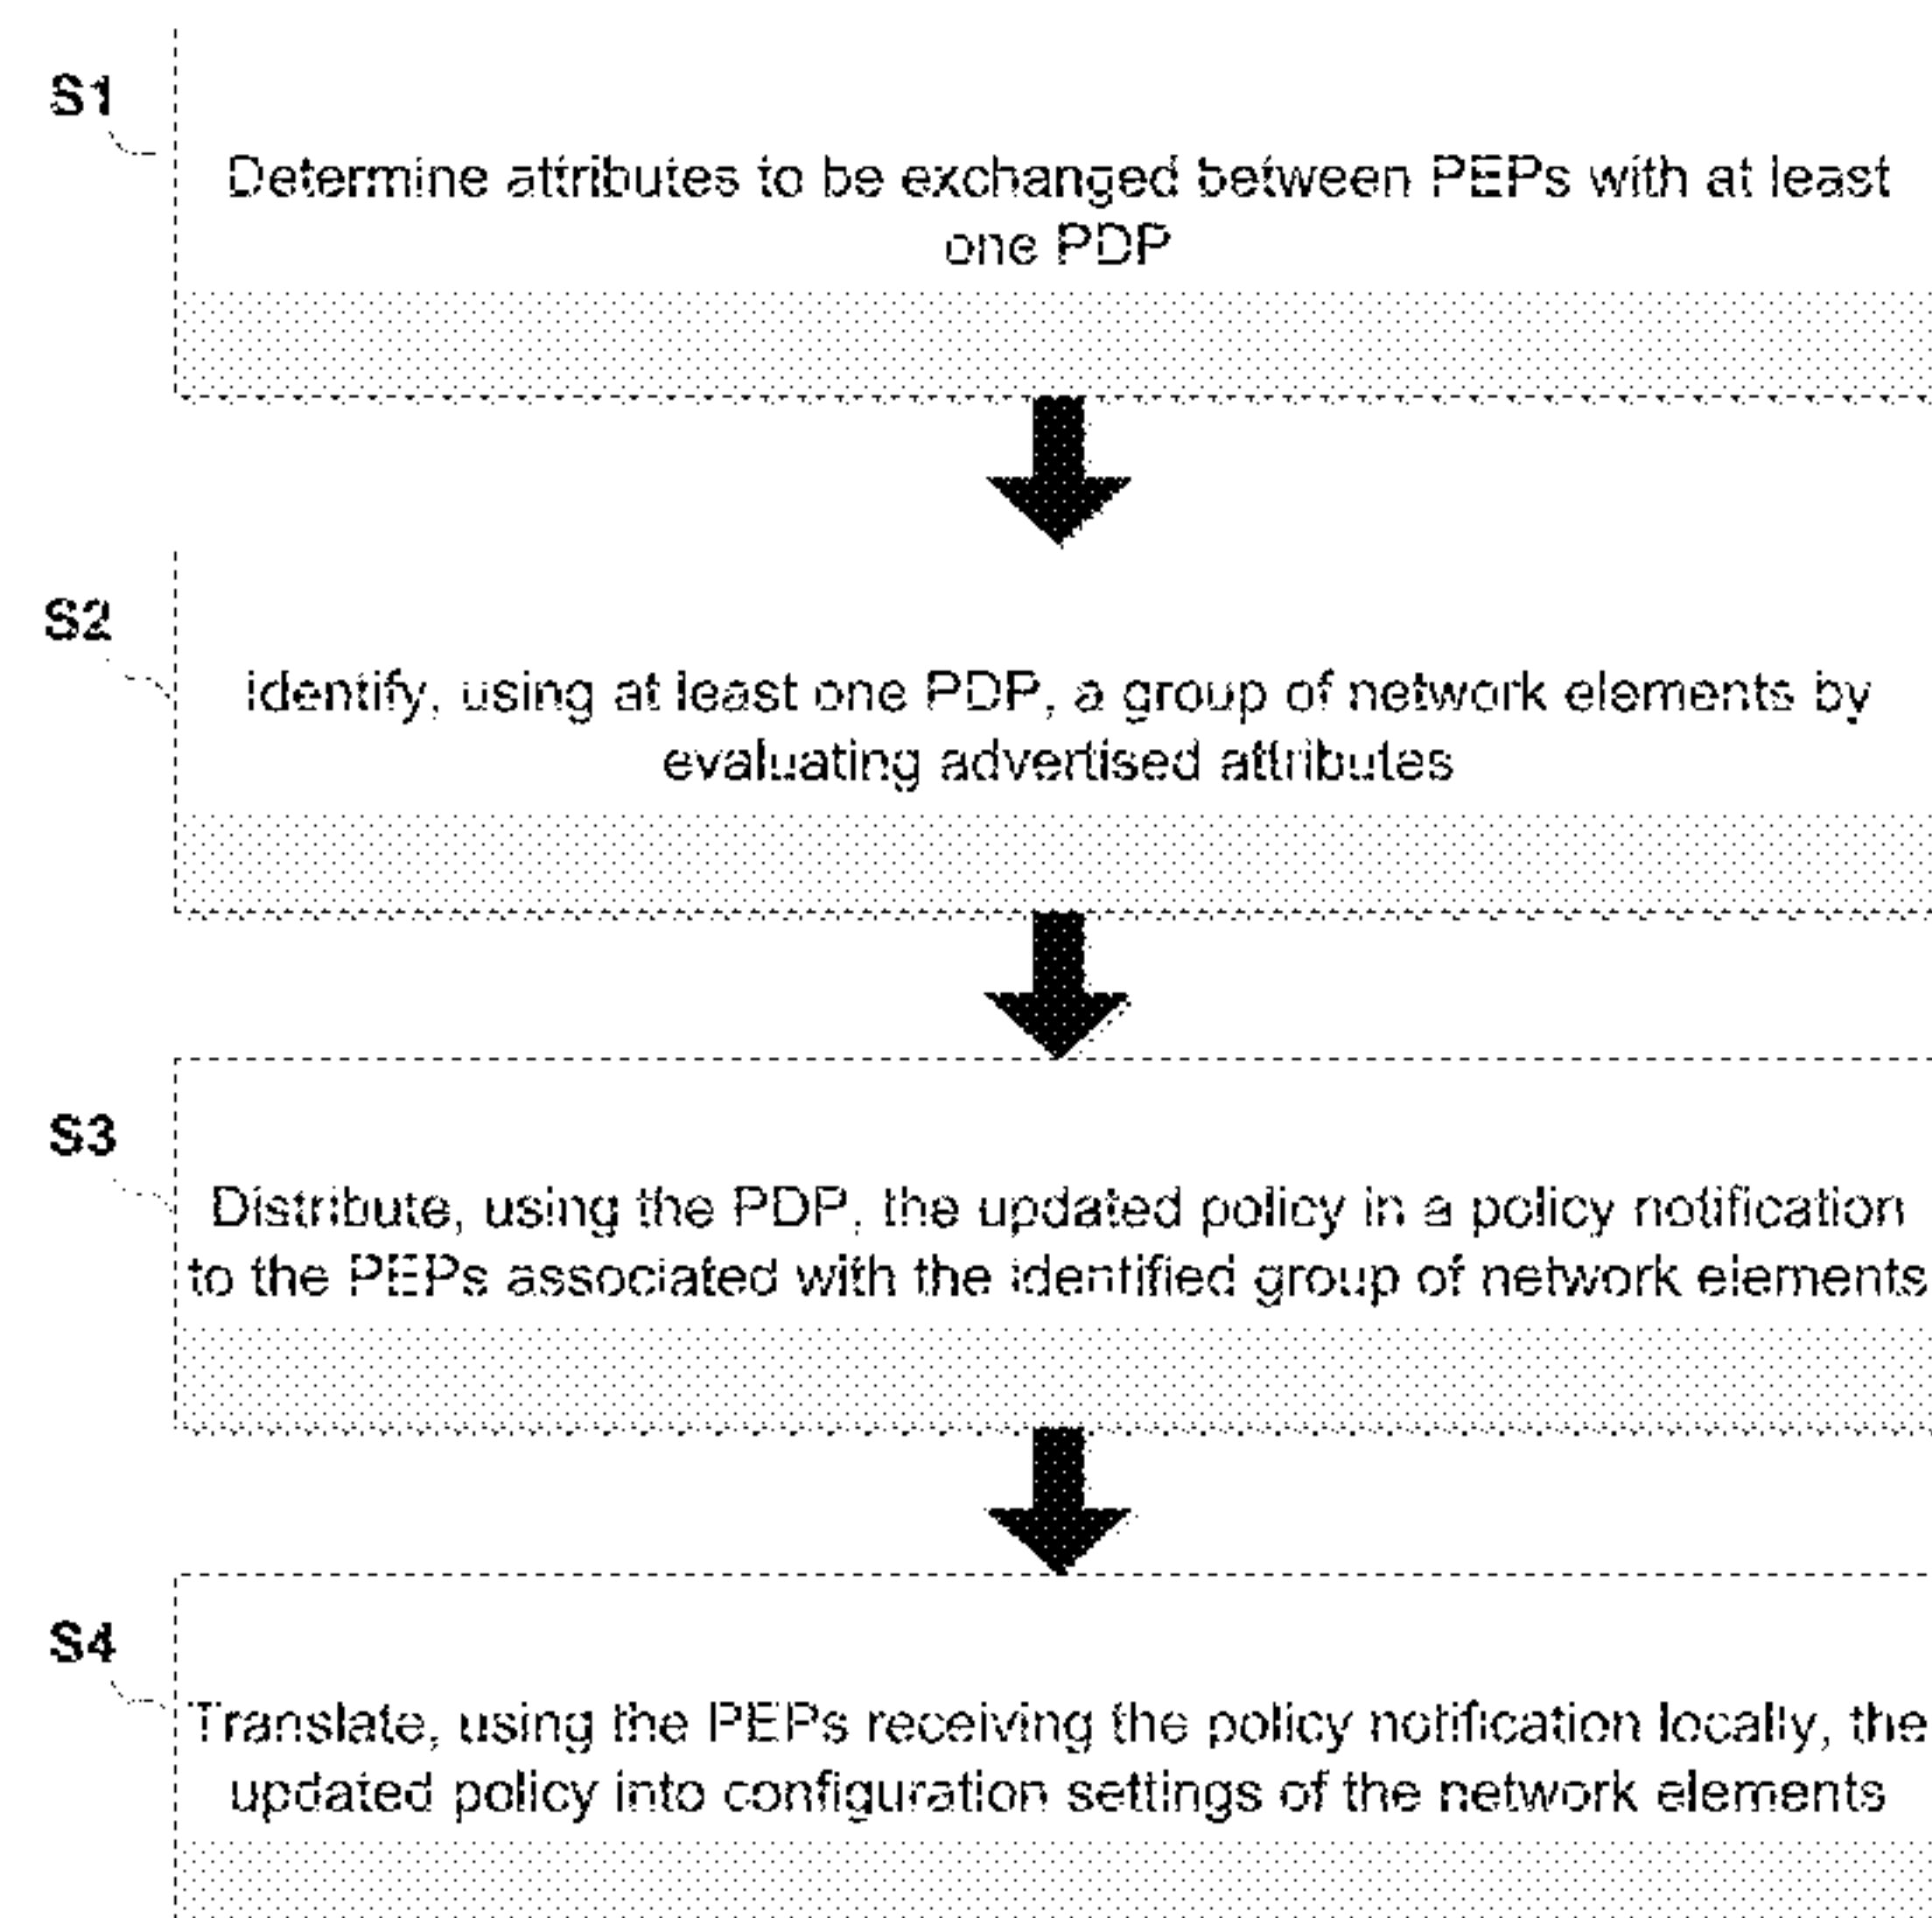 S1
Determine attributes to be exchanged between PEPs with at least
one PDP
S2
Identify, using at least one PDP, a group of network elements by
evaluating advertised attributes
S3
Distribute, using the PDP, the updated policy in a policy notification
to the PEPs associated with the identified group of network elements
S4
Translate, using the PEPs receiving the policy notification locally, the
updated policy into configuration settings of the network elements